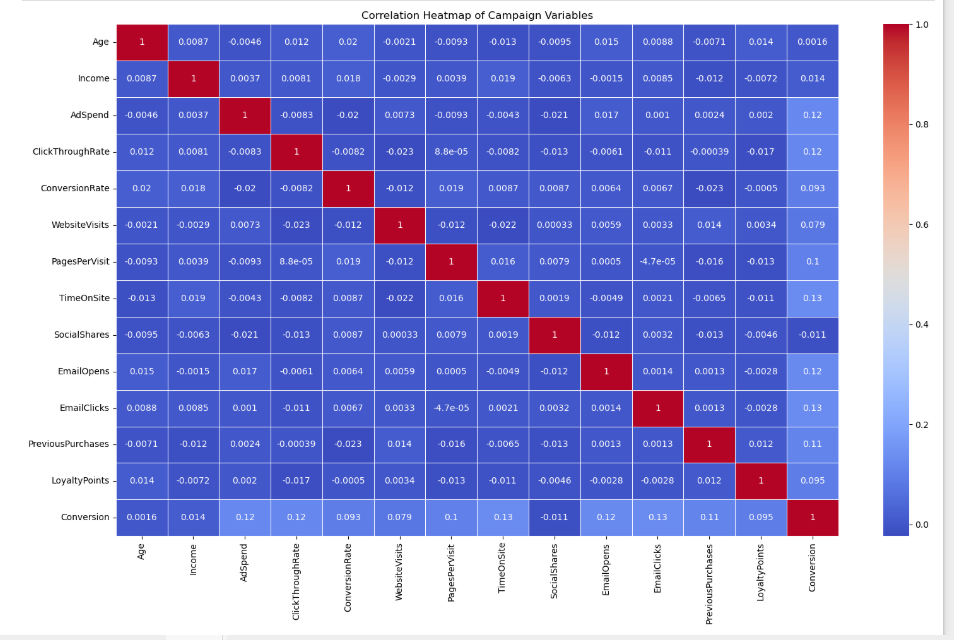 Correlation Heatmap of Campaign Variables
Age 1 0.0087 -0.0046 0.012 0.02 -0.0021 -0.0093 -0.013 -0.0095 0.015 0.0088 -0.0071 0.014 0.0016
Income 0.0087 1 0.0037 0.0081 0.018 -0.0029 0.0039 0.019 -0.0063 -0.0015 0.0085 -0.012 -0.0072 0.014
AdSpend -0.0046 0.0037 1 -0.0083 -0.02 0.0073 -0.0093 -0.0043 -0.021 0.017 0.001 0.0024 0.002 0.12
ClickThroughRate 0.012 0.0081 -0.0083 1 -0.0082 -0.023 8.8e-05 -0.0082 -0.013 -0.0061 -0.011 -0.00039 -0.017 0.12
ConversionRate 0.02 0.018 -0.02 -0.0082 1 -0.012 0.019 0.0087 0.0087 0.0064 0.0067 -0.023 -0.0005 0.093
WebsiteVisits -0.0021 -0.0029 0.0073 -0.023 -0.012 1 -0.012 -0.022 0.00033 0.0059 0.0033 0.014 0.0034 0.079
PagesPerVisit -0.0093 0.0039 -0.0093 8.8e-05 0.019 -0.012 1 0.016 0.0079 0.0005 -4.7e-05 -0.016 -0.013 0.1
TimeOnSite -0.013 0.019 -0.0043 -0.0082 0.0087 -0.022 0.016 1 0.0019 -0.0049 0.0021 -0.0065 -0.011 0.13
SocialShares -0.0095 -0.0063 -0.021 -0.013 0.0087 0.00033 0.0079 0.0019 1 -0.012 0.0032 -0.013 -0.0046 -0.011
EmailOpens 0.015 -0.0015 0.017 -0.0061 0.0064 0.0059 0.0005 -0.0049 -0.012 1 0.0014 0.0013 -0.0028 0.12
EmailClicks 0.0088 0.0085 0.001 -0.011 0.0067 0.0033 -4.7e-05 0.0021 0.0032 0.0014 1 0.0013 -0.0028 0.13
PreviousPurchases -0.0071 -0.012 0.0024 -0.00039 -0.023 0.014 -0.016 -0.0065 -0.013 0.0013 0.0013 1 0.012 0.11
LoyaltyPoints 0.014 -0.0072 0.002 -0.017 -0.0005 0.0034 -0.013 -0.011 -0.0046 -0.0028 -0.0028 0.012 1 0.095
Conversion 0.0016 0.014 0.12 0.12 0.093 0.079 0.1 0.13 -0.011 0.12 0.13 0.11 0.095 1
Age
Income
AdSpend
ClickThroughRate
ConversionRate
WebsiteVisits
PagesPerVisit
TimeOnSite
SocialShares
EmailOpens
EmailClicks
PreviousPurchases
LoyaltyPoints
Conversion
1.0
0.8
0.6
0.4
0.2
0.0